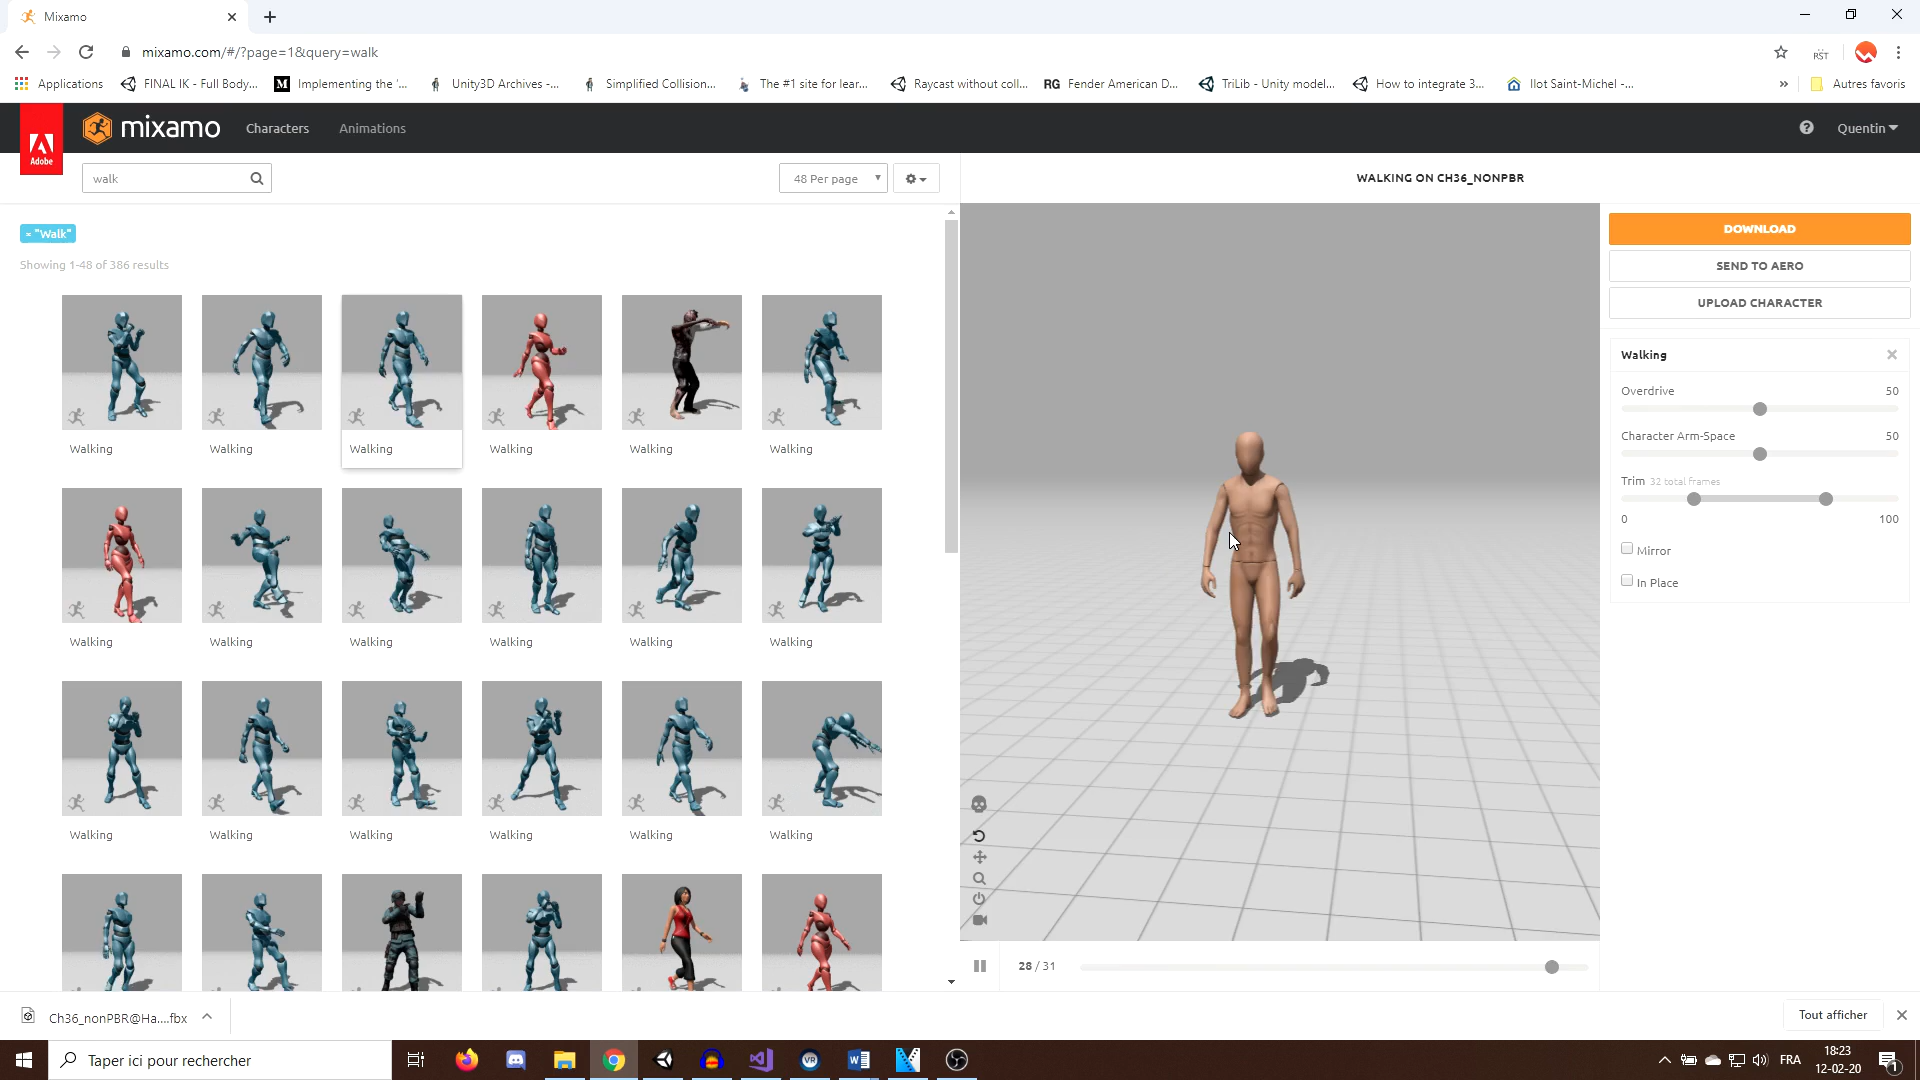 Mixamo
mixamo.com/#/?page=1&query=walk
RST
Applications
FINAL IK - Full Body...
M
Implementing the '...
Unity3D Archives -...
Simplified Collision...
The #1 site for lear...
Raycast without coll...
RG
Fender American D...
TriLib - Unity model...
How to integrate 3...
Ilot Saint-Michel -...
»
Autres favoris
Adobe
mixamo
Characters
Animations
Quentin
walk
48 Per page
WALKING ON CH36_NONPBR
× "Walk"
Showing 1-48 of 386 results
DOWNLOAD
SEND TO AERO
UPLOAD CHARACTER
Walking
Overdrive 50
Character Arm-Space 50
Trim 32 total frames
0 100
Mirror
In Place
Walking Walking Walking Walking Walking Walking
Walking Walking Walking Walking Walking Walking
Walking Walking Walking Walking Walking Walking
28 / 31
Ch36_nonPBR@Ha....fbx
Tout afficher
Taper ici pour rechercher
VR
FRA
18:23
12-02-20
1